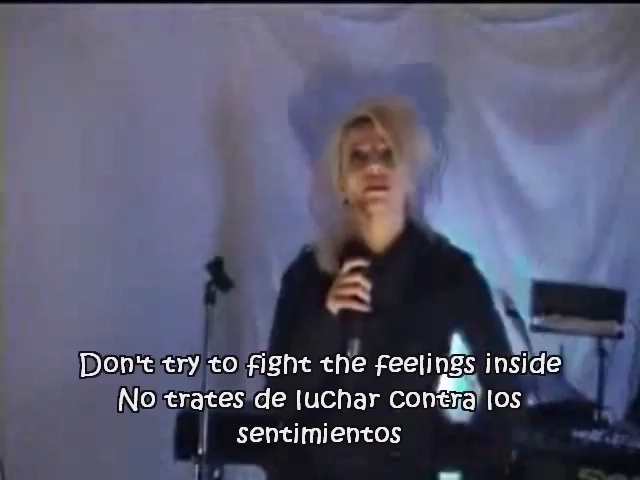 Don't try to fight the feelings inside
No trates de luchar contra los
sentimientos